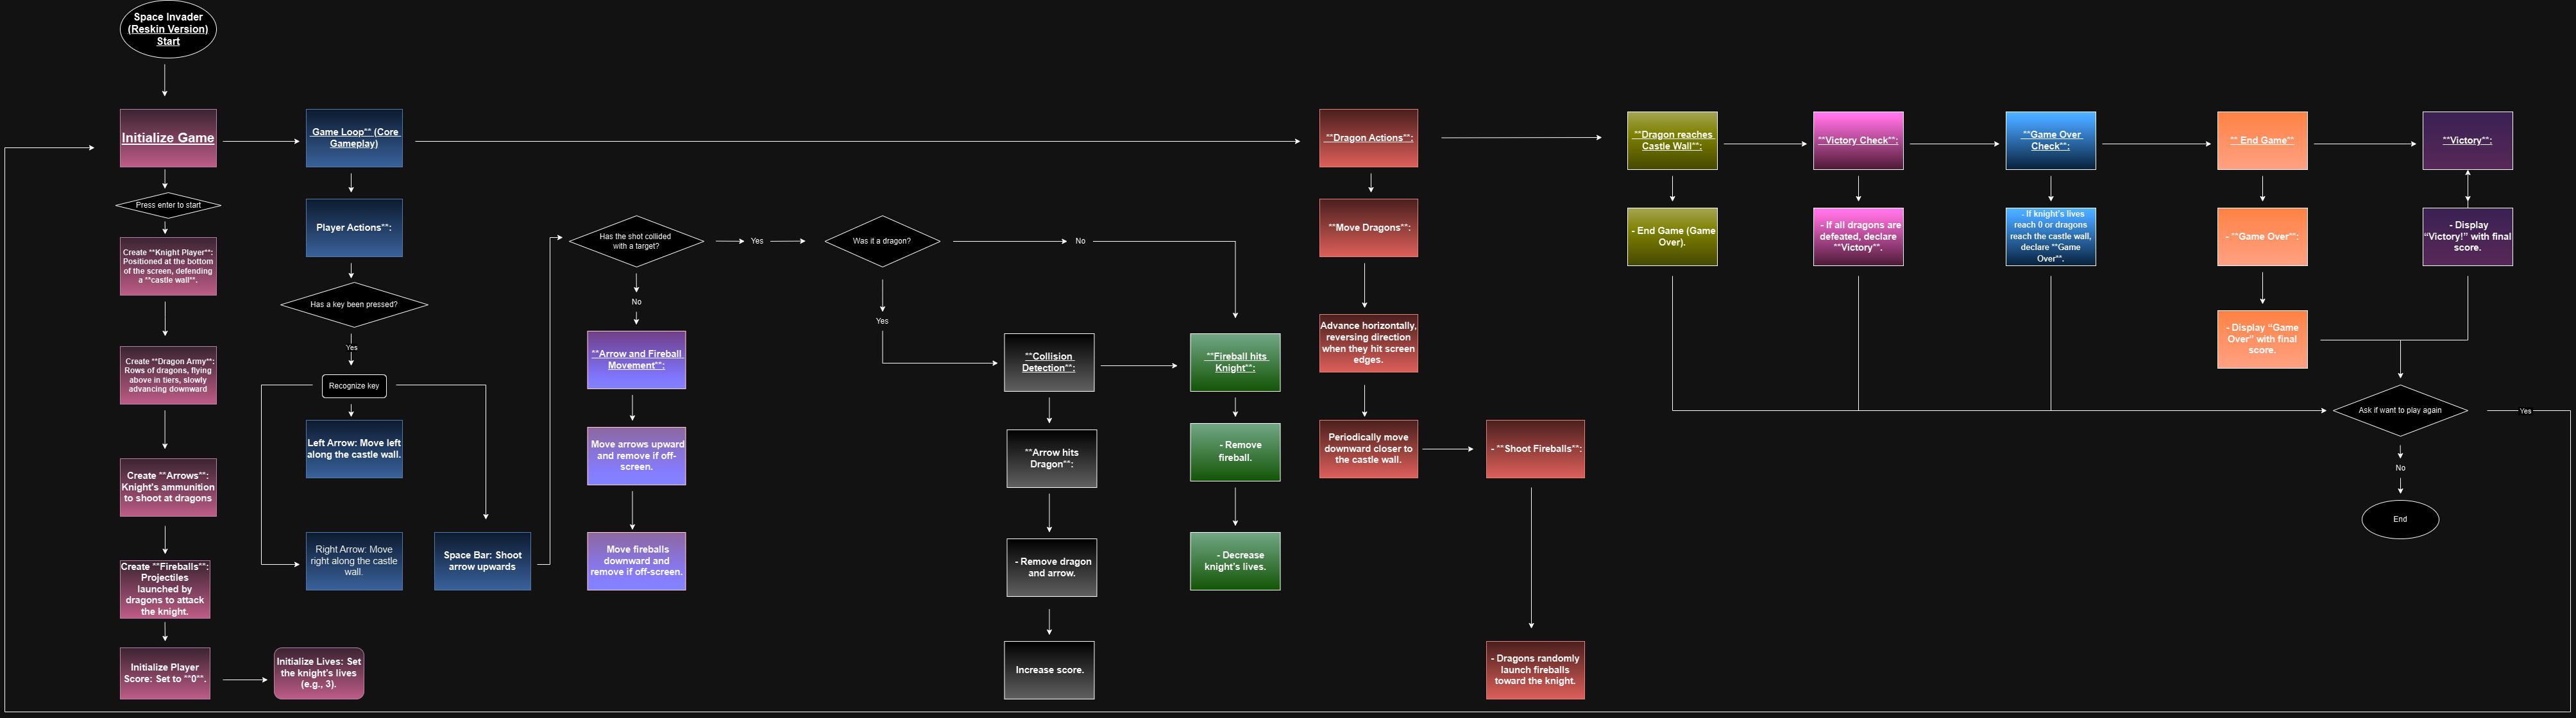 Space Invader
(Reskin Version)
Start
Initialize Game
Press enter to start
Create **Knight Player**:
Positioned at the bottom
of the screen, defending
a **castle wall**.
Create **Dragon Army**:
Rows of dragons, flying
above in tiers, slowly
advancing downward
Create **Arrows**:
Knight's ammunition
to shoot at dragons
Create **Fireballs**:
Projectiles
launched by
dragons to attack
the knight.
Initialize Player
Score: Set to **0**.
Initialize Lives: Set
the knight's lives
(e.g., 3).
Game Loop** (Core
Gameplay)
Player Actions**:
Has a key been pressed?
Yes
Recognize key
Left Arrow: Move left
along the castle wall.
Right Arrow: Move
right along the castle
wall.
Space Bar: Shoot
arrow upwards
Has the shot collided
with a target?
Yes
No
**Arrow and Fireball
Movement**:
Move arrows upward
and remove if off-
screen.
Move fireballs
downward and
remove if off-screen.
Was it a dragon?
No
Yes
**Collision
Detection**:
**Arrow hits
Dragon**:
- Remove dragon
and arrow.
Increase score.
**Fireball hits
Knight**:
- Remove
fireball.
- Decrease
knight's lives.
**Dragon Actions**:
**Move Dragons**:
Advance horizontally,
reversing direction
when they hit screen
edges.
Periodically move
downward closer to
the castle wall.
- **Shoot Fireballs**:
- Dragons randomly
launch fireballs
toward the knight.
**Dragon reaches
Castle Wall**:
- End Game (Game
Over).
**Victory Check**:
- If all dragons are
defeated, declare
**Victory**.
**Game Over
Check**:
- If knight's lives
reach 0 or dragons
reach the castle wall,
declare **Game
Over**.
** End Game**
- **Game Over**:
- Display “Game
Over” with final
score.
**Victory**:
- Display
“Victory!” with final
score.
Ask if want to play again
Yes
No
End